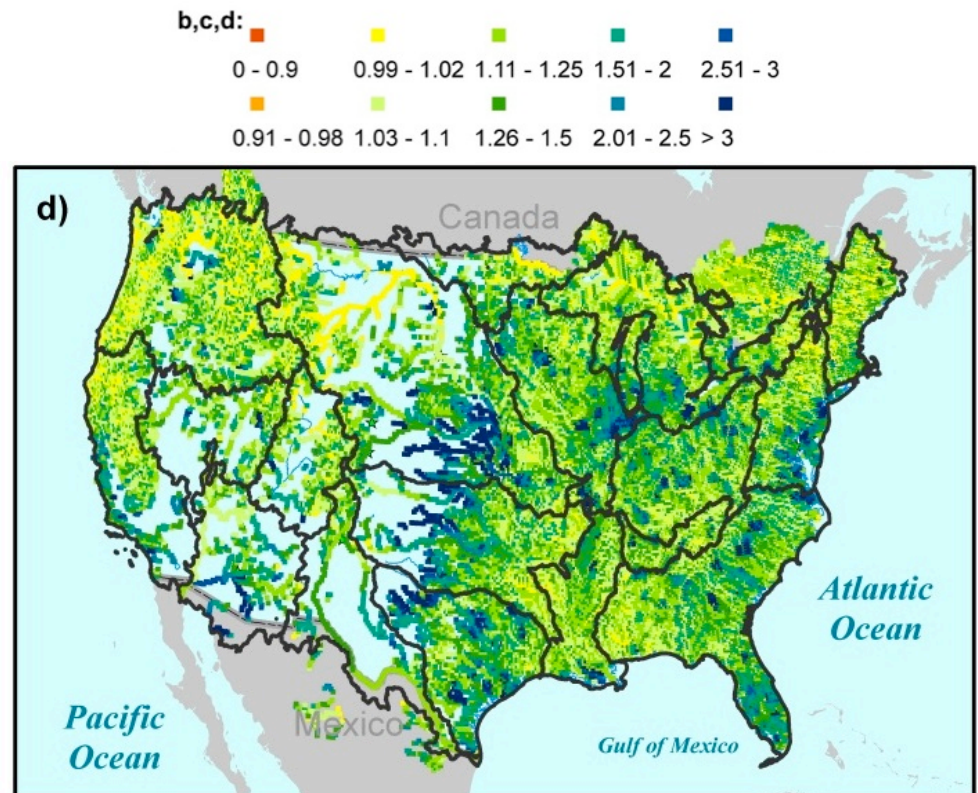 b,c,d:
0 - 0.9 0.99 - 1.02 1.11 - 1.25 1.51 - 2 2.51 - 3
0.91 - 0.98 1.03 - 1.1 1.26 - 1.5 2.01 - 2.5 > 3
d)
Canada
Atlantic
Ocean
Pacific
Ocean
Mexico
Gulf of Mexico